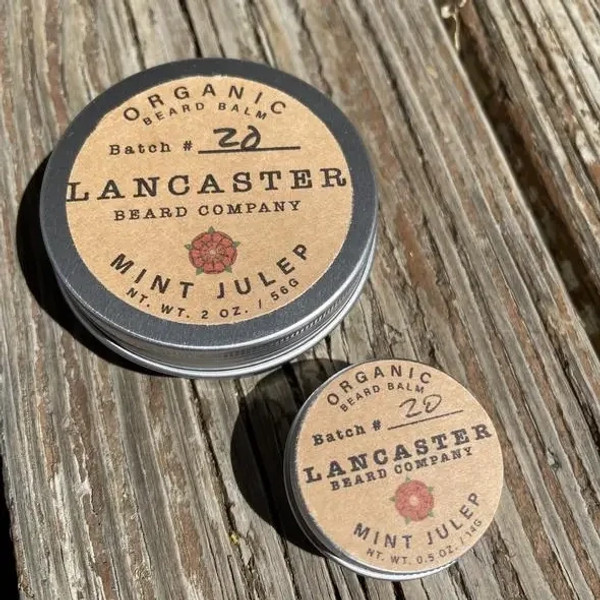 ORGANIC
BEARD BALM
Batch # 20
LANCASTER
BEARD COMPANY
MINT JULEP
NT. WT. 2 OZ. / 56G
ORGANIC
BEARD BALM
Batch # 20
LANCASTER
BEARD COMPANY
MINT JULEP
NT. WT. 0.5 OZ. / 14G